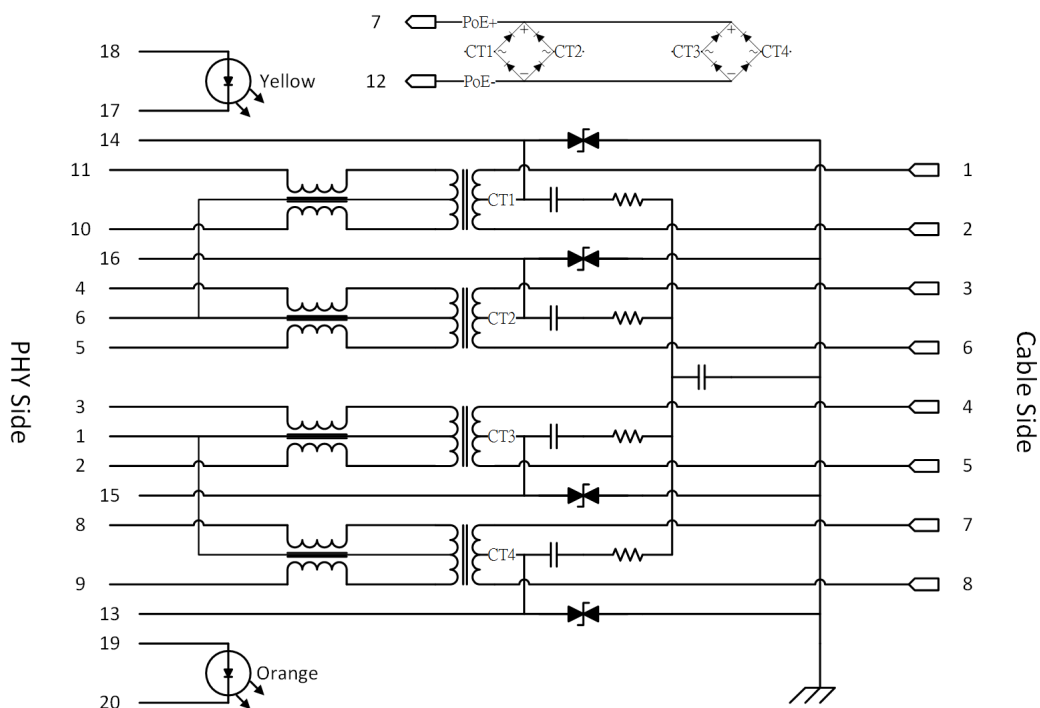 7 PoE+
CT1 CT2 CT3 CT4
12 PoE-
18
Yellow
17
14
11 1
CT1
10 2
16
4 3
6 CT2
5 6
3 4
1 CT3
2 5
15
8 7
CT4
9 8
13
19
Orange
20
PHY Side
Cable Side